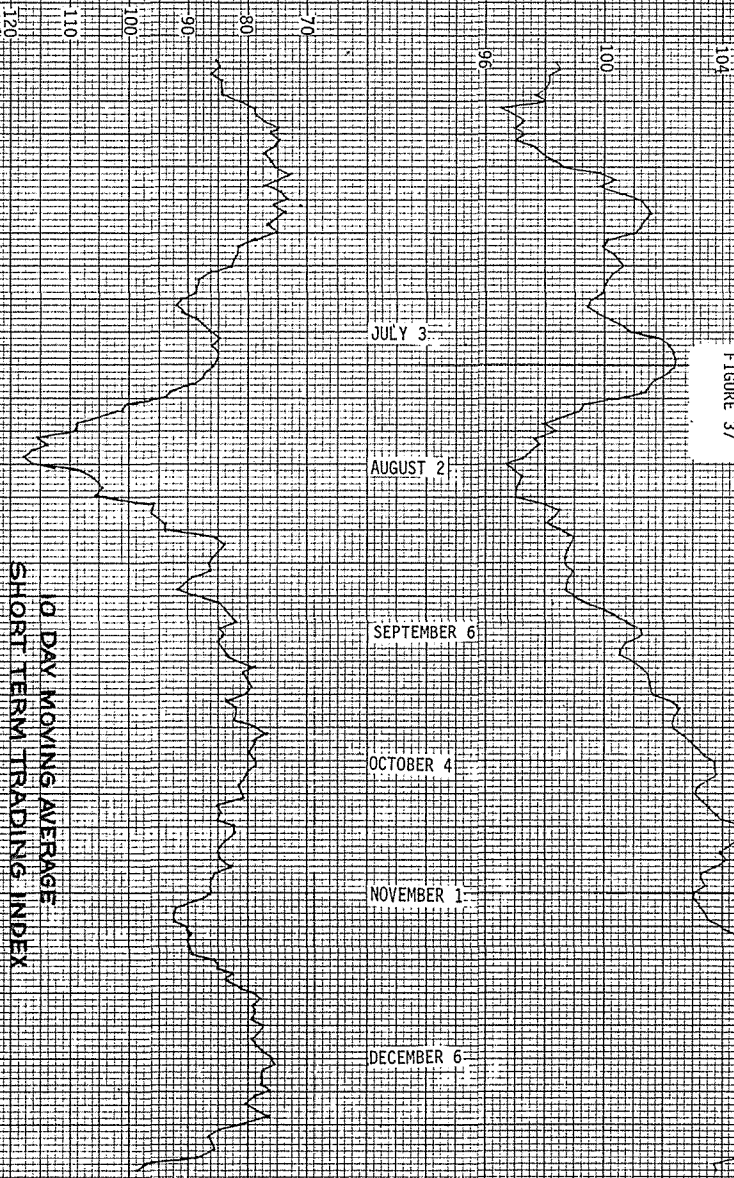 70
80
90
100
110
120
96
100
104
FIGURE 37
JULY 3
AUGUST 2
SEPTEMBER 6
OCTOBER 4
NOVEMBER 1
DECEMBER 6
10 DAY MOVING AVERAGE
SHORT TERM TRADING INDEX